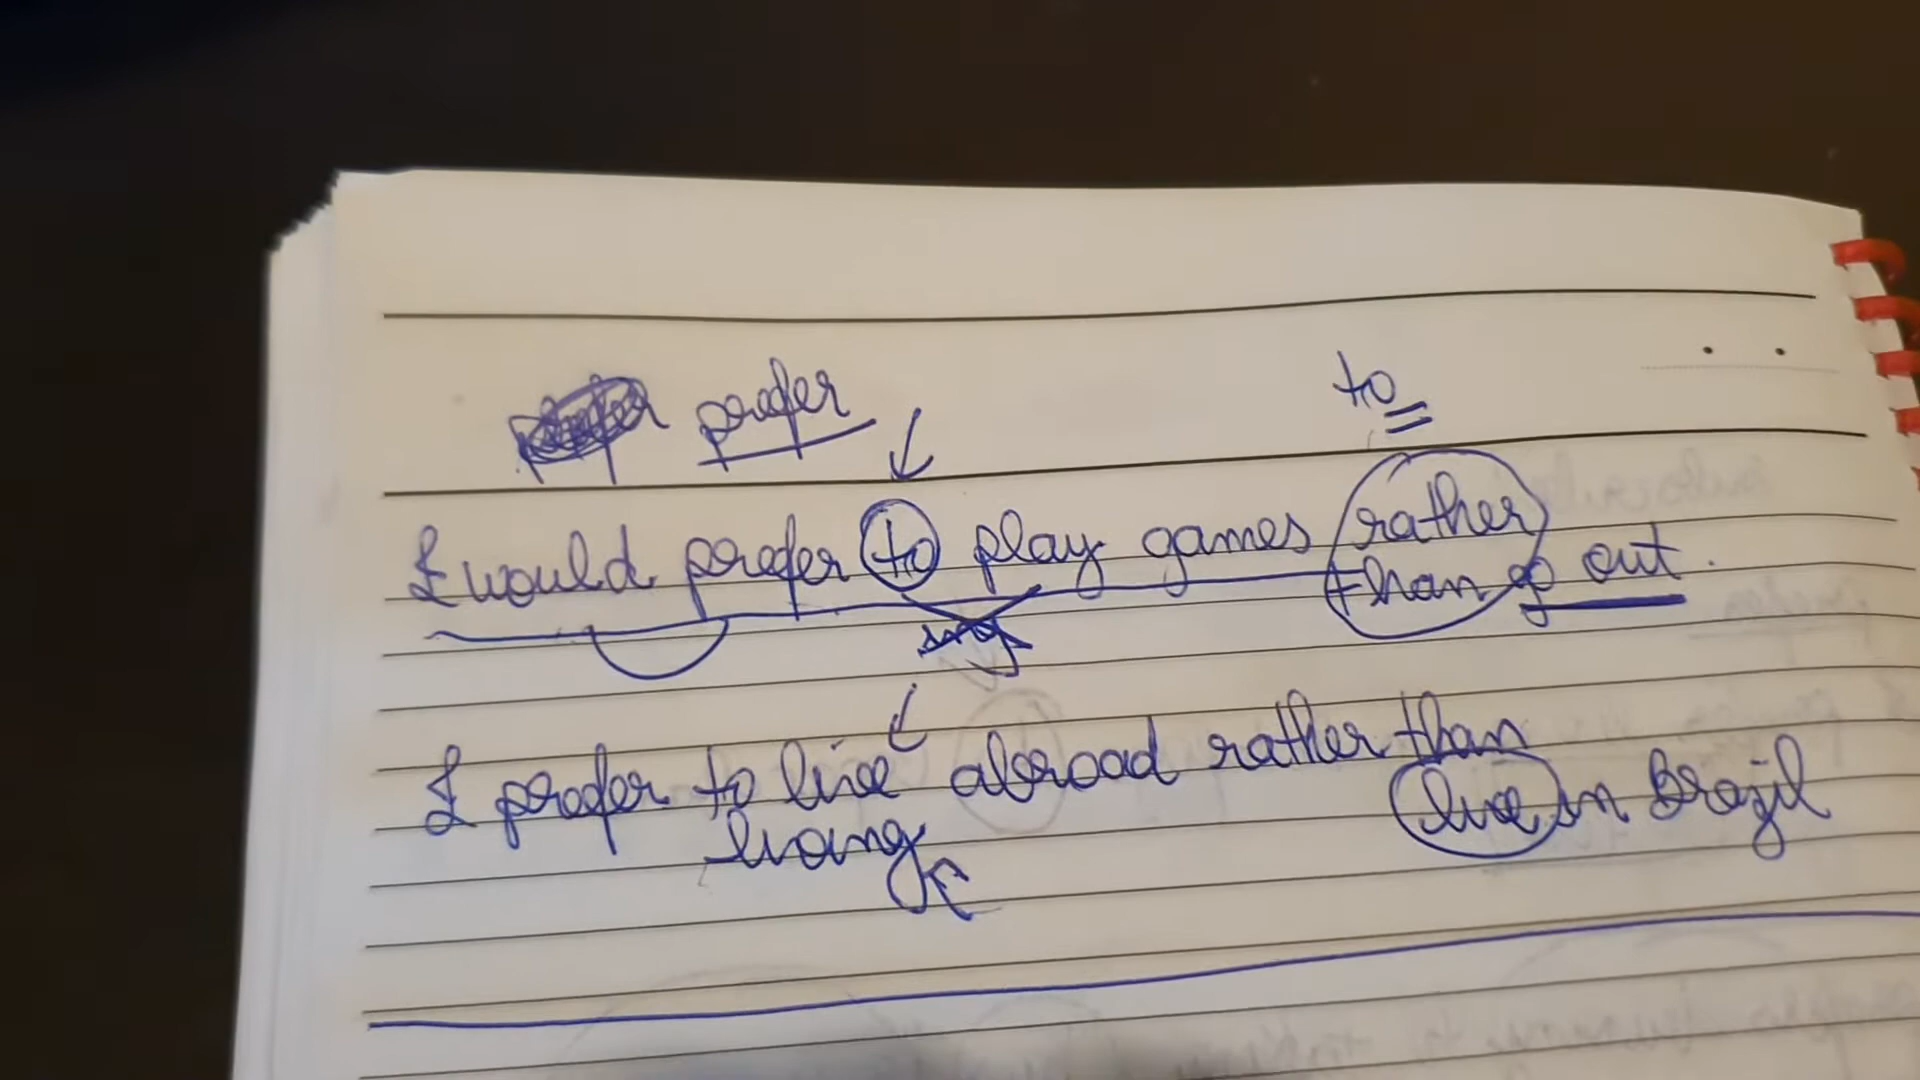 prefer to
I would prefer to play games rather
than go out.
ing
I prefer to live abroad rather than
live in Brazil
living